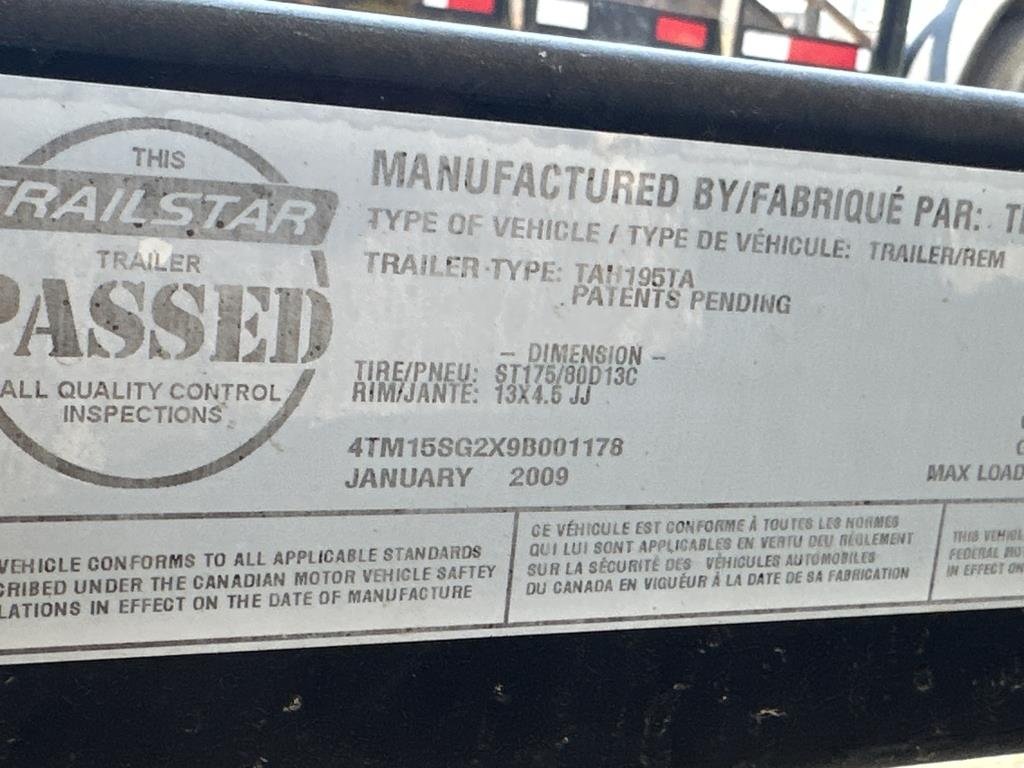 THIS
TRAILSTAR
TRAILER
PASSED
ALL QUALITY CONTROL
INSPECTIONS
MANUFACTURED BY/FABRIQUÉ PAR:
TYPE OF VEHICLE / TYPE DE VÉHICULE: TRAILER/REM
TRAILER TYPE: TAH195TA
PATENTS PENDING
– DIMENSION –
TIRE/PNEU: ST175/80D13C
RIM/JANTE: 13X4.5 JJ
4TM15SG2X9B001178
JANUARY 2009
MAX LOAD
VEHICLE CONFORMS TO ALL APPLICABLE STANDARDS
CRIBED UNDER THE CANADIAN MOTOR VEHICLE SAFTEY
LATIONS IN EFFECT ON THE DATE OF MANUFACTURE
CE VÉHICULE EST CONFORME À TOUTES LES NORMES
QUI LUI SONT APPLICABLES EN VERTU DEU RÈGLEMENT
SUR LA SÉCURITÉ DES VÉHICULES AUTOMOBILES
DU CANADA EN VIGUÉUR À LA DATE DE SA FABRICATION
THIS VEHICL
FEDERAL MO
IN EFFECT ON